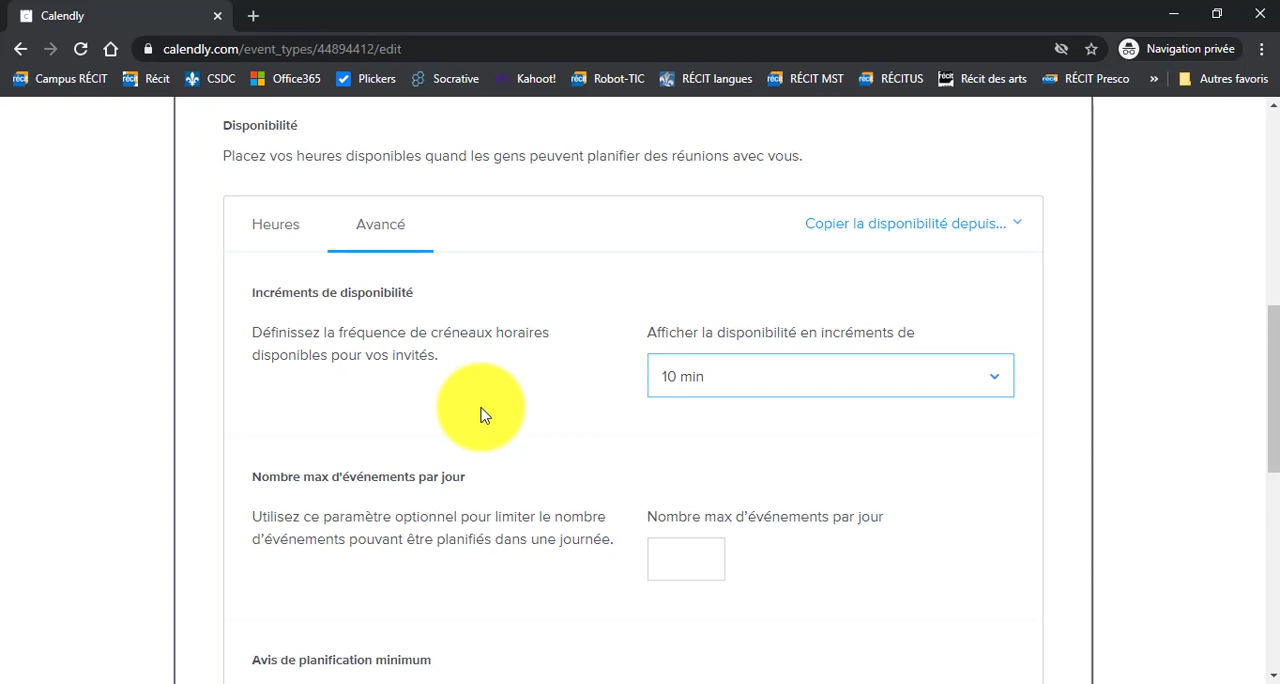 Calendly
calendly.com/event_types/44894412/edit
Navigation privée
Campus RÉCIT
Récit
CSDC
Office365
Plickers
Socrative
Kahoot!
Robot-TIC
RÉCIT langues
RÉCIT MST
RÉCITUS
Récit des arts
RÉCIT Presco
»
Autres favoris
Disponibilité
Placez vos heures disponibles quand les gens peuvent planifier des réunions avec vous.
Heures
Avancé
Copier la disponibilité depuis...
Incréments de disponibilité
Définissez la fréquence de créneaux horaires
disponibles pour vos invités.
Afficher la disponibilité en incréments de
10 min
Nombre max d'événements par jour
Utilisez ce paramètre optionnel pour limiter le nombre
d'événements pouvant être planifiés dans une journée.
Nombre max d'événements par jour
Avis de planification minimum